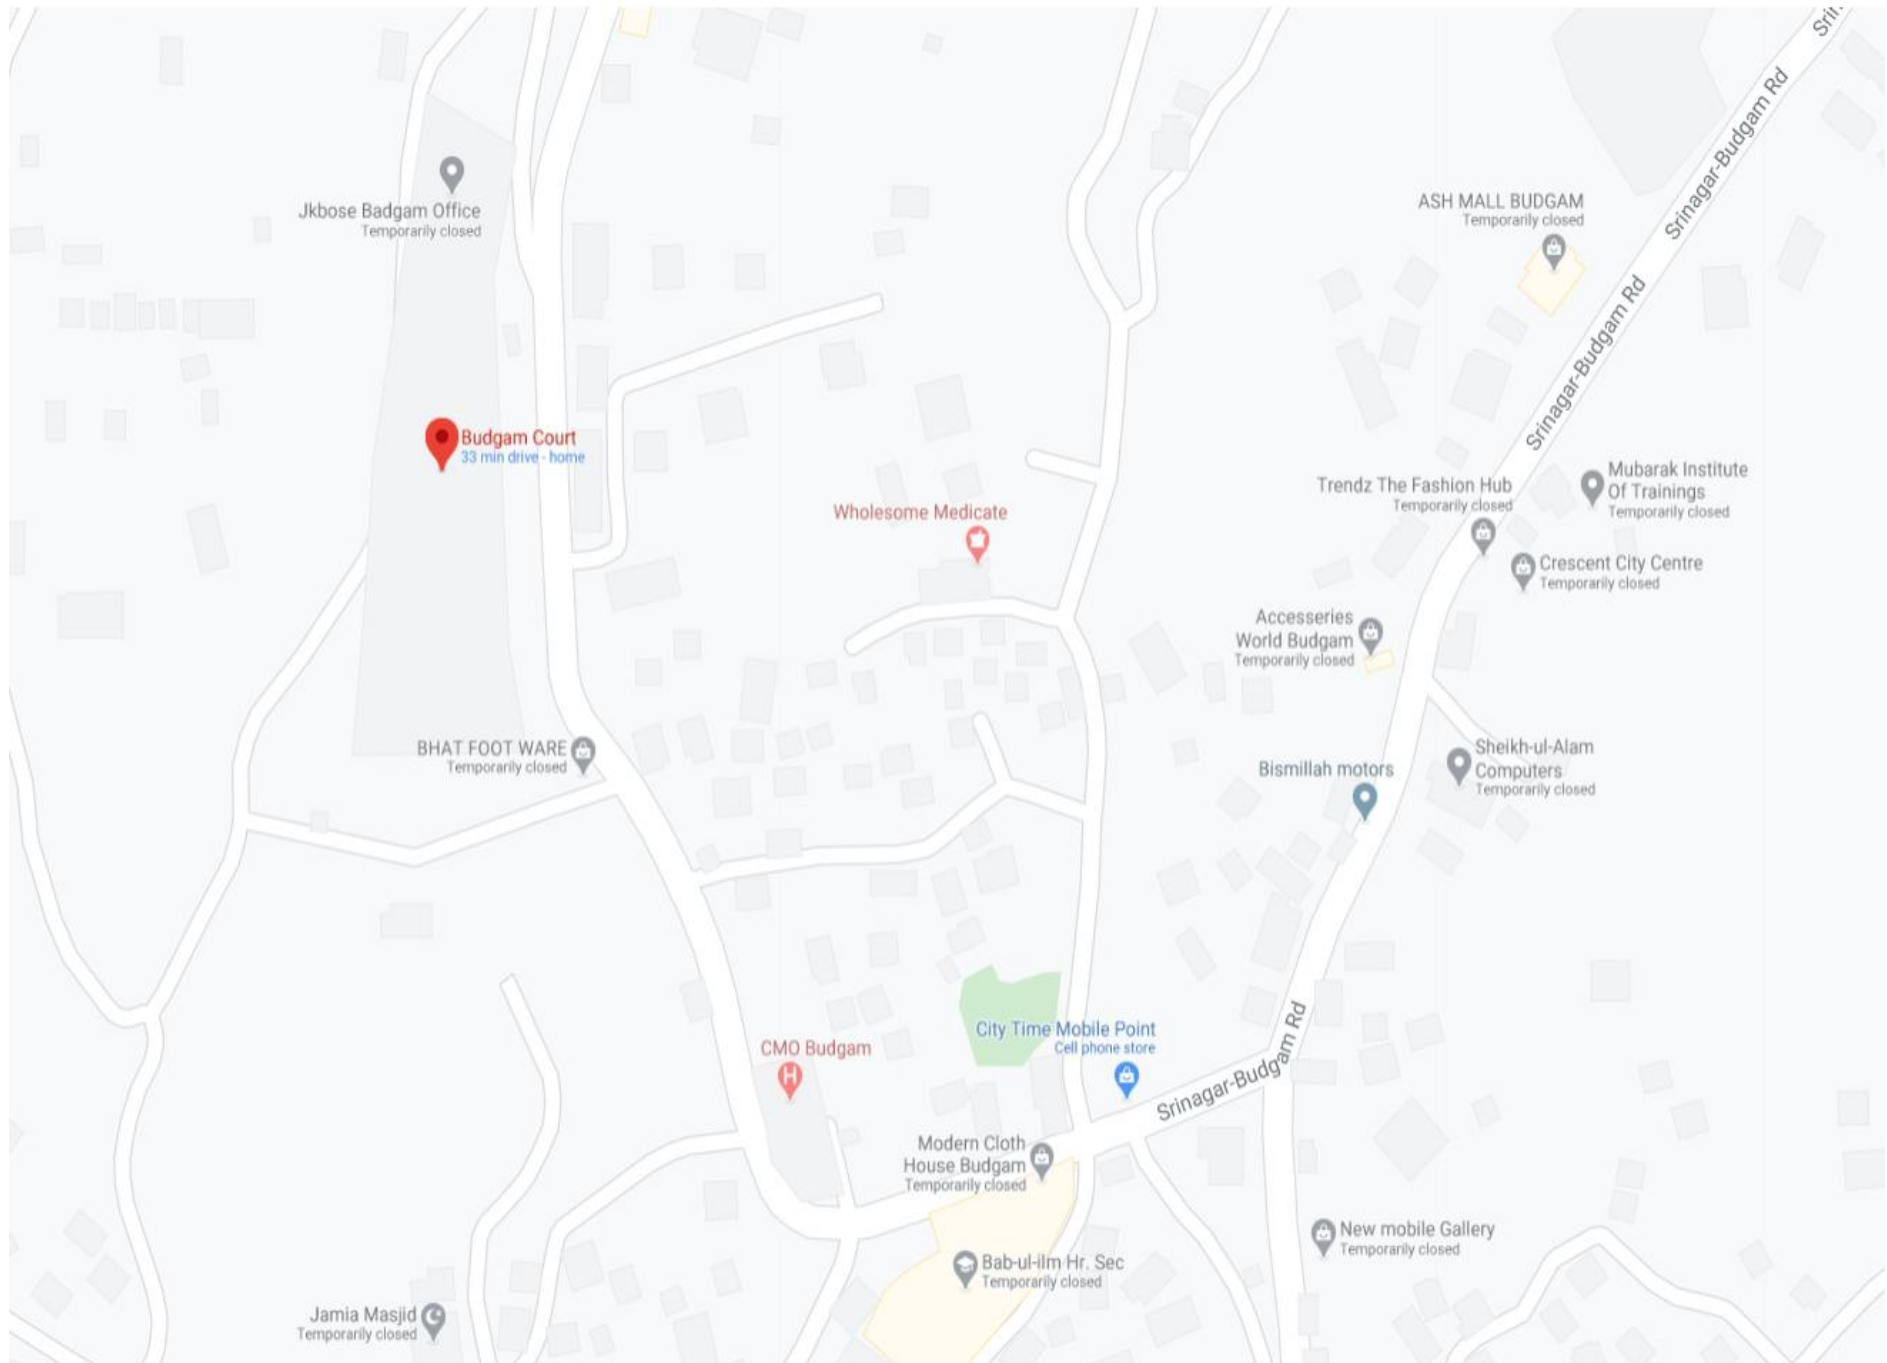 Srin
Srinagar-Budgam Rd
Jkbose Badgam Office
Temporarily closed
ASH MALL BUDGAM
Temporarily closed
Srinagar-Budgam Rd
Budgam Court
33 min drive - home
Trendz The Fashion Hub
Temporarily closed
Mubarak Institute
Of Trainings
Temporarily closed
Wholesome Medicate
Crescent City Centre
Temporarily closed
Accesseries
World Budgam
Temporarily closed
BHAT FOOT WARE
Temporarily closed
Bismillah motors
Sheikh-ul-Alam
Computers
Temporarily closed
City Time Mobile Point
Cell phone store
CMO Budgam
H
Srinagar-Budgam Rd
Modern Cloth
House Budgam
Temporarily closed
New mobile Gallery
Temporarily closed
Bab-ul-ilm Hr. Sec
Temporarily closed
Jamia Masjid
Temporarily closed